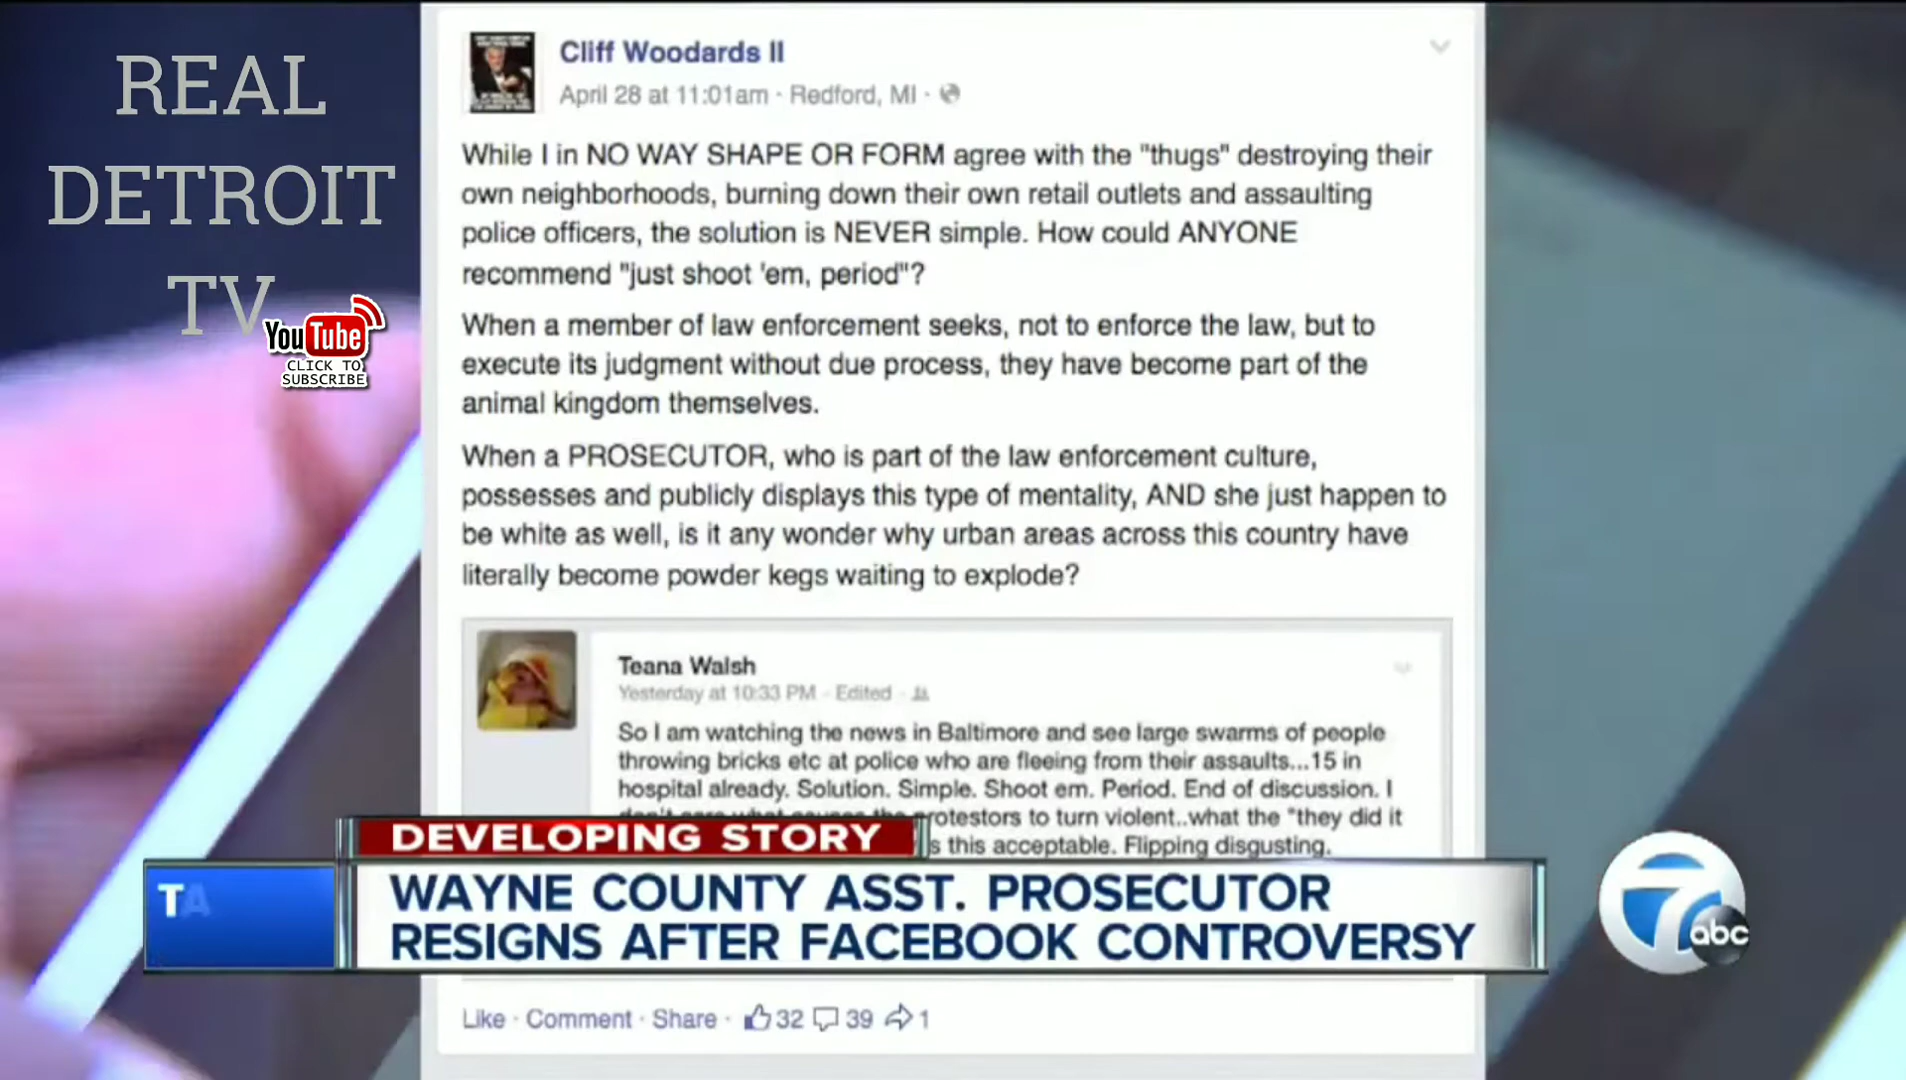 REAL
DETROIT
TV
YouTube
CLICK TO
SUBSCRIBE
Cliff Woodards II
April 28 at 11:01am · Redford, MI ·
While I in NO WAY SHAPE OR FORM agree with the "thugs" destroying their
own neighborhoods, burning down their own retail outlets and assaulting
police officers, the solution is NEVER simple. How could ANYONE
recommend "just shoot 'em, period"?
When a member of law enforcement seeks, not to enforce the law, but to
execute its judgment without due process, they have become part of the
animal kingdom themselves.
When a PROSECUTOR, who is part of the law enforcement culture,
possesses and publicly displays this type of mentality, AND she just happen to
be white as well, is it any wonder why urban areas across this country have
literally become powder kegs waiting to explode?
Teana Walsh
Yesterday at 10:33 PM · Edited ·
So I am watching the news in Baltimore and see large swarms of people
throwing bricks etc at police who are fleeing from their assaults...15 in
hospital already. Solution. Simple. Shoot em. Period. End of discussion. I
to turn violent..what the "they did it
this acceptable. Flipping disgusting.
DEVELOPING STORY
TA
WAYNE COUNTY ASST. PROSECUTOR
RESIGNS AFTER FACEBOOK CONTROVERSY
7
abc
Like · Comment · Share · 32 39 1